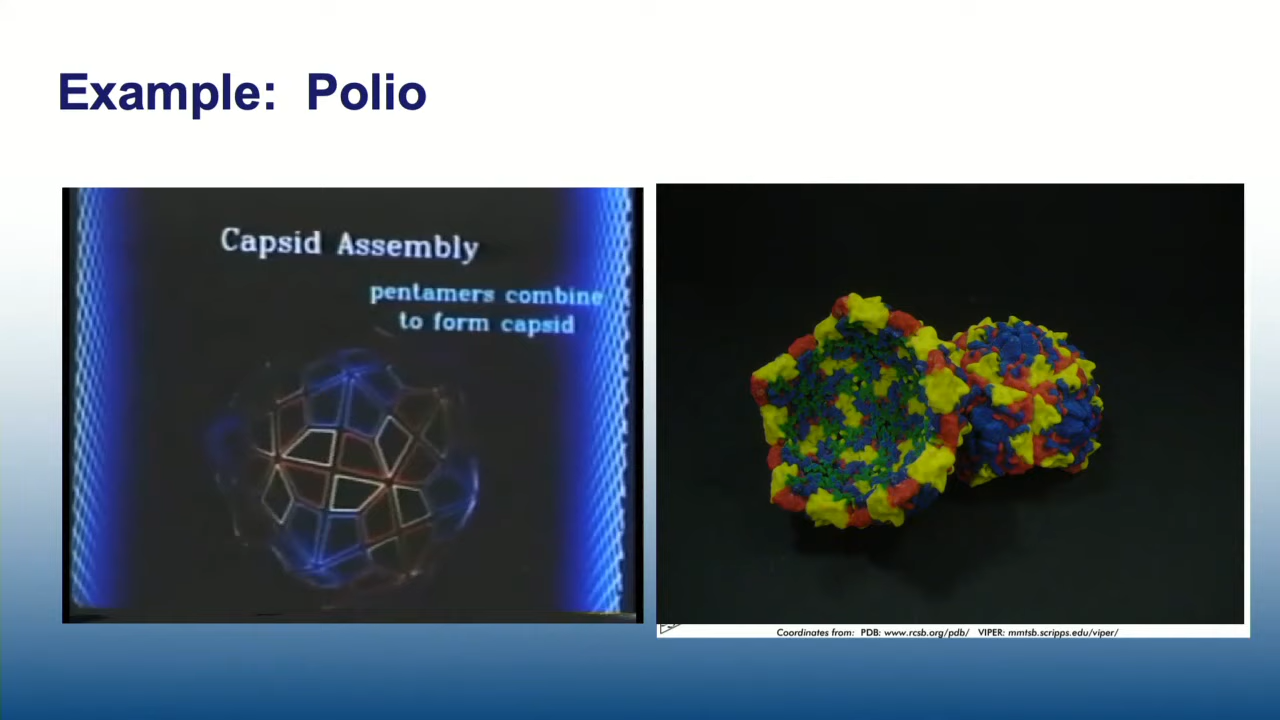 Example: Polio
Capsid Assembly
pentamers combine
to form capsid
Coordinates from: PDB: www.rcsb.org/pdb/ VIPER: mmtsb.scripps.edu/viper/